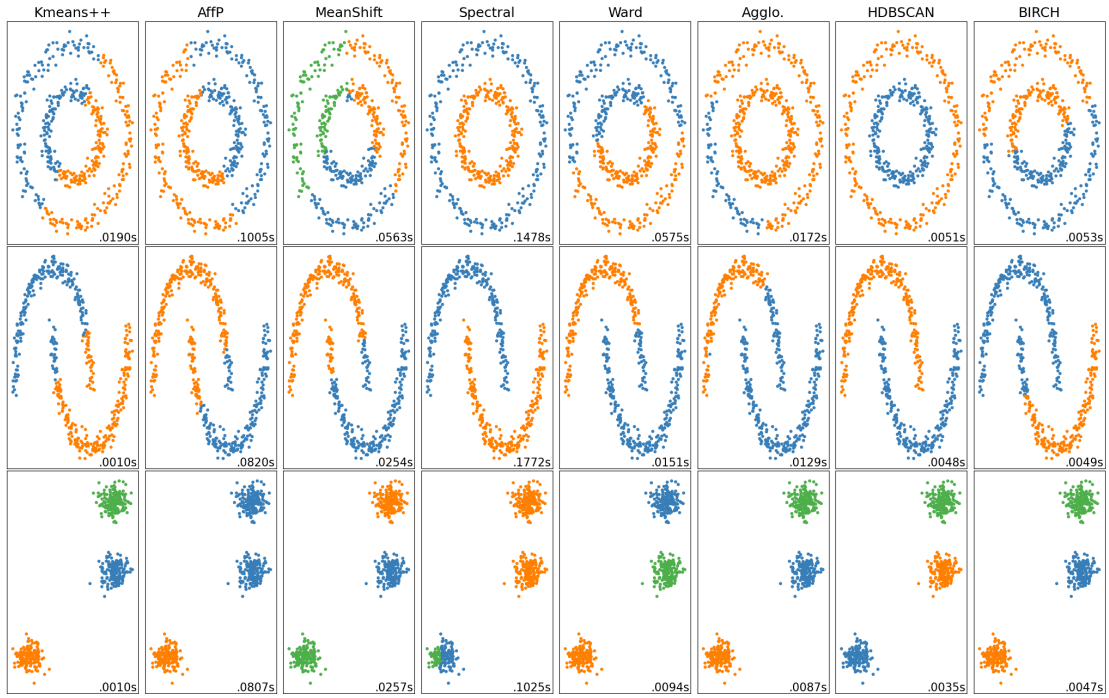 Kmeans++ AffP MeanShift Spectral Ward Agglo. HDBSCAN BIRCH
.0190s .1005s .0563s .1478s .0575s .0172s .0051s .0053s
.0010s .0820s .0254s .1772s .0151s .0129s .0048s .0049s
.0010s .0807s .0257s .1025s .0094s .0087s .0035s .0047s